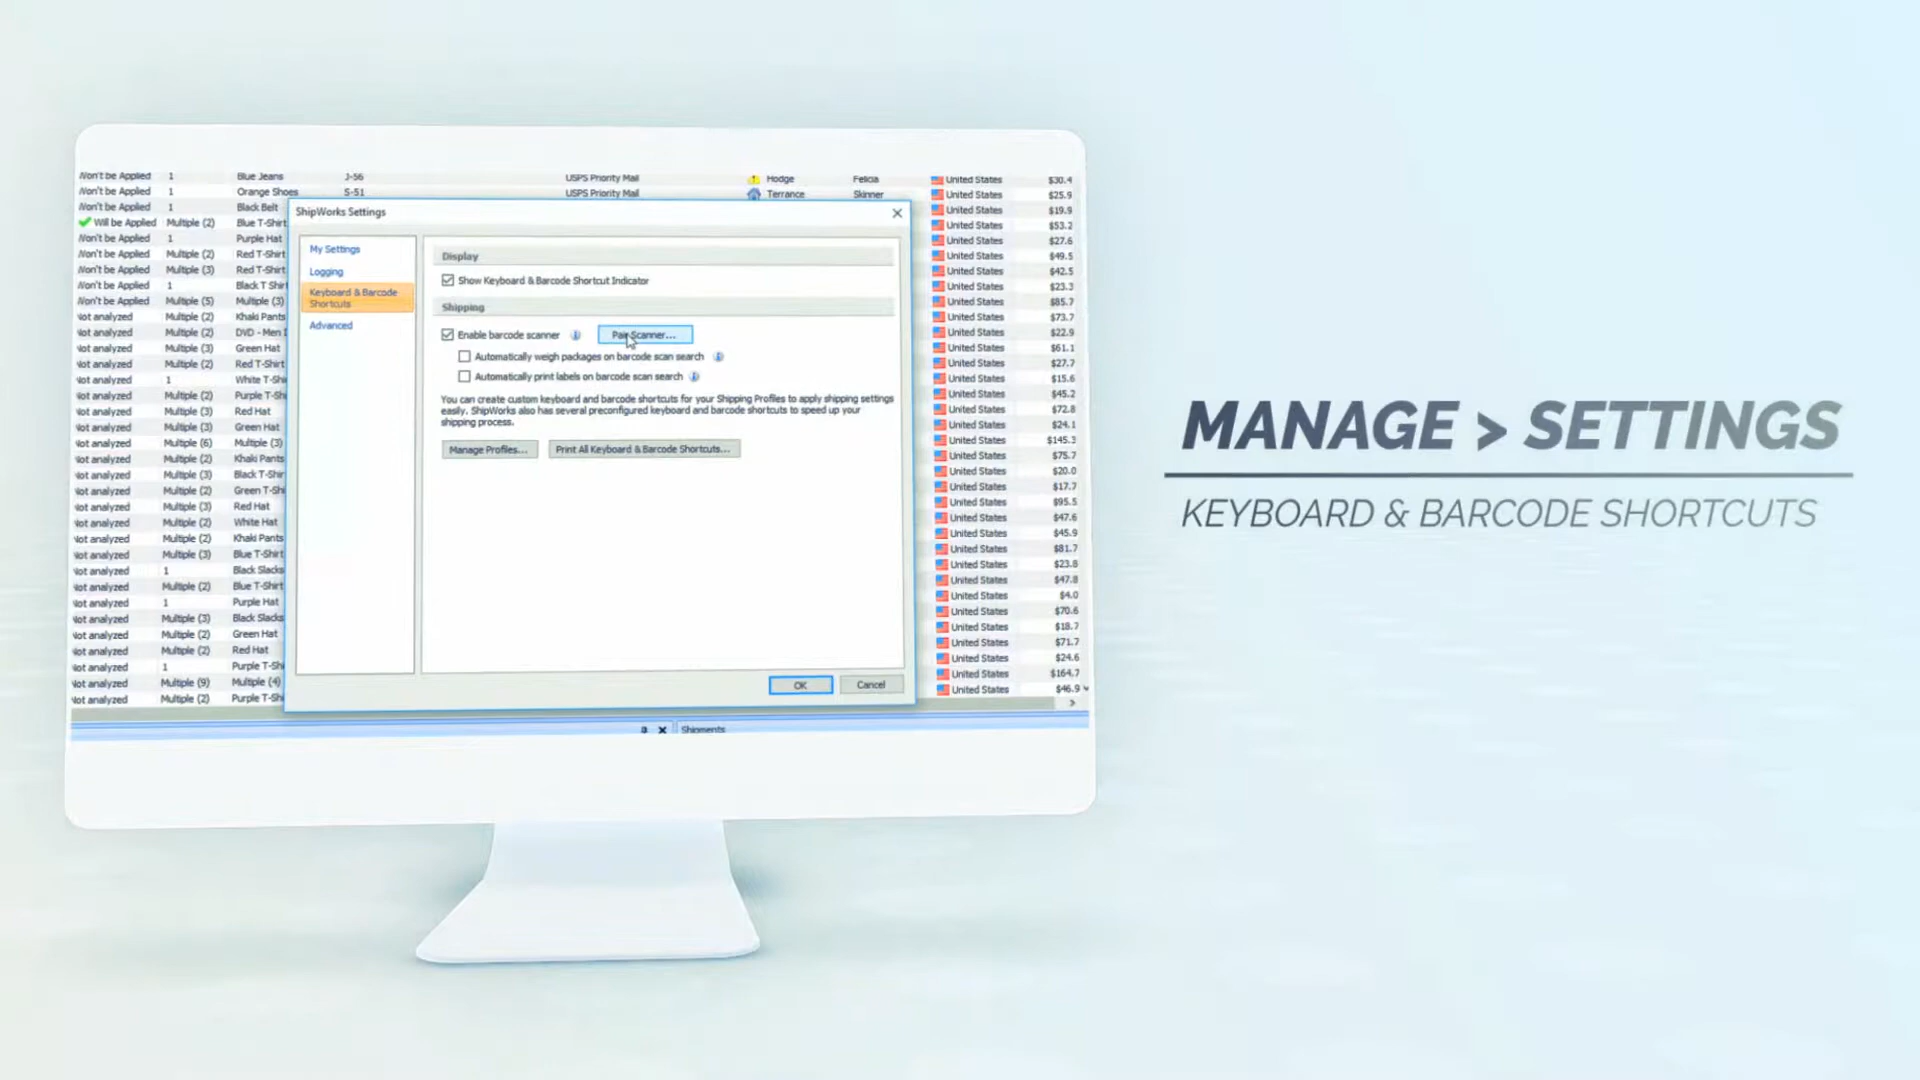 Won't be Applied 1 Blue Jeans J-56 USPS Priority Mail Hodge Felicia United States $30.4
Won't be Applied 1 Orange Shoes S-51 USPS Priority Mail Terrance Skinner United States $25.9
Won't be Applied 1 Black Belt United States $19.9
Will be Applied Multiple (2) Blue T-Shirt United States $53.2
Won't be Applied 1 Purple Hat United States $27.6
Won't be Applied Multiple (2) Red T-Shirt United States $49.5
Won't be Applied Multiple (3) Red T-Shirt United States $42.5
Won't be Applied 1 Black T Shirt United States $23.3
Won't be Applied Multiple (5) Multiple (3) United States $85.7
Not analyzed Multiple (2) Khaki Pants United States $73.7
Not analyzed Multiple (2) DVD - Men United States $22.9
Not analyzed Multiple (3) Green Hat United States $61.1
Not analyzed Multiple (2) Red T-Shirt United States $27.7
Not analyzed 1 White T-Shi United States $15.6
Not analyzed Multiple (2) Purple T-Sh United States $45.2
Not analyzed Multiple (3) Red Hat United States $72.8
Not analyzed Multiple (3) Green Hat United States $24.1
Not analyzed Multiple (6) Multiple (3) United States $145.3
Not analyzed Multiple (2) Khaki Pants United States $75.7
Not analyzed Multiple (3) Black T-Shi United States $20.0
Not analyzed Multiple (2) Green T-Shi United States $17.7
Not analyzed Multiple (3) Red Hat United States $95.5
Not analyzed Multiple (2) White Hat United States $47.6
Not analyzed Multiple (2) Khaki Pants United States $45.9
Not analyzed Multiple (3) Blue T-Shirt United States $81.7
Not analyzed 1 Black Slacks United States $23.8
Not analyzed Multiple (2) Blue T-Shirt United States $47.8
Not analyzed 1 Purple Hat United States $4.0
Not analyzed Multiple (3) Black Slacks United States $70.6
Not analyzed Multiple (2) Green Hat United States $18.7
Not analyzed Multiple (2) Red Hat United States $71.7
Not analyzed 1 Purple T-Shi United States $24.6
Not analyzed Multiple (9) Multiple (4) United States $164.7
Not analyzed Multiple (2) Purple T-Shi United States $46.9
Shipments
ShipWorks Settings
My Settings
Logging
Keyboard & Barcode
Shortcuts
Advanced
Display
Show Keyboard & Barcode Shortcut Indicator
Shipping
Enable barcode scanner Pair Scanner...
Automatically weigh packages on barcode scan search
Automatically print labels on barcode scan search
You can create custom keyboard and barcode shortcuts for your Shipping Profiles to apply shipping settings
easily. ShipWorks also has several preconfigured keyboard and barcode shortcuts to speed up your
shipping process.
Manage Profiles... Print All Keyboard & Barcode Shortcuts...
OK Cancel
MANAGE > SETTINGS
KEYBOARD & BARCODE SHORTCUTS